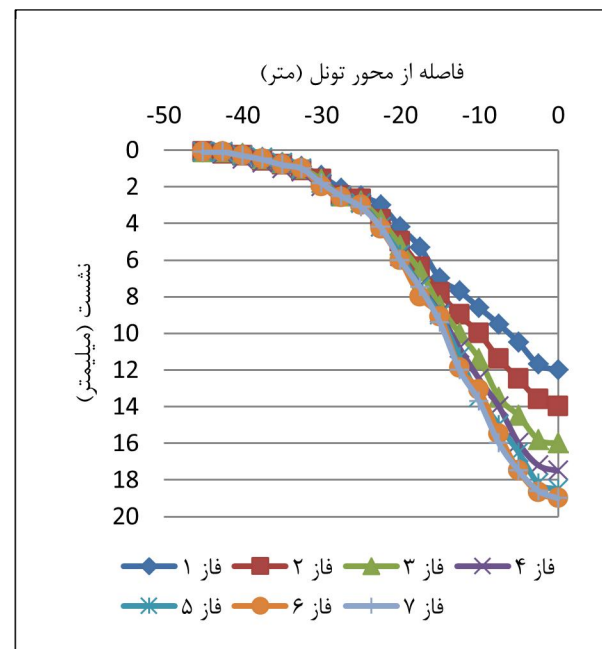 فاصله از محور تونل (متر)
-50 -40 -30 -20 -10 0
نشست (میلیمتر)
0
2
4
6
8
10
12
14
16
18
20
فاز ۱ فاز ۲ فاز ۳ فاز ۴
فاز ۵ فاز ۶ فاز ۷